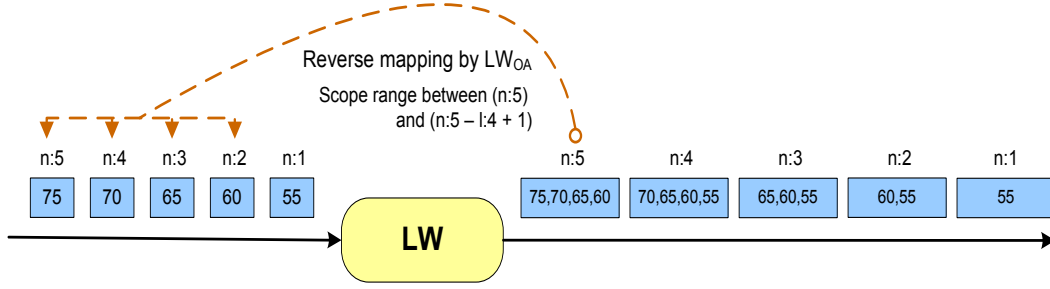 Reverse mapping by LWOA
Scope range between (n:5)
and (n:5 – l:4 + 1)
n:5 n:4 n:3 n:2 n:1
75 70 65 60 55
LW
n:5 n:4 n:3 n:2 n:1
75,70,65,60 70,65,60,55 65,60,55 60,55 55